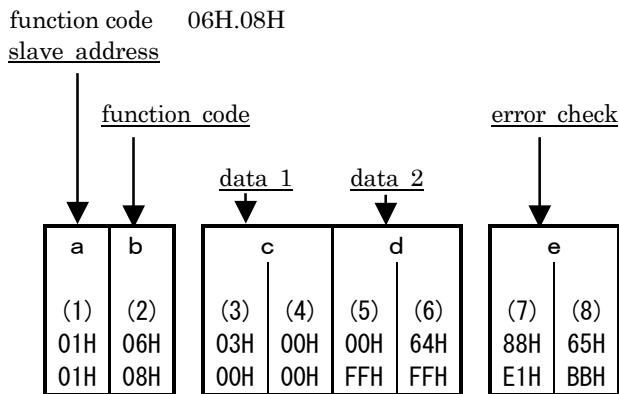 function code 06H.08H
slave address
function code error check
data 1 data 2
a b c d e
(1) (2) (3) (4) (5) (6) (7) (8)
01H 06H 03H 00H 00H 64H 88H 65H
01H 08H 00H 00H FFH FFH E1H BBH